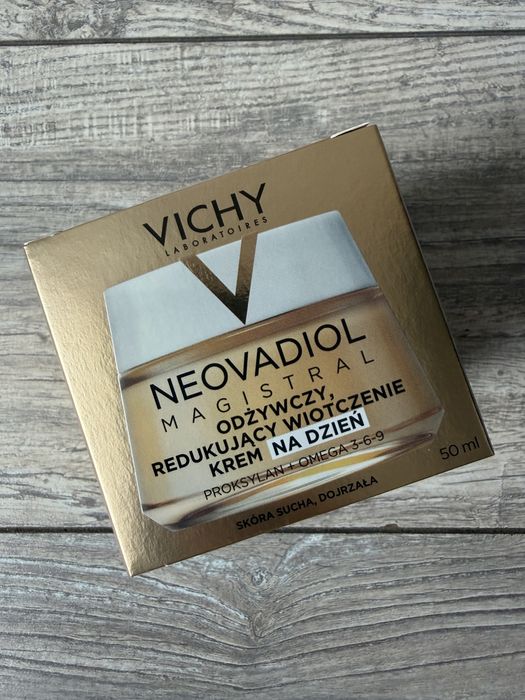 VICHY
LABORATOIRES
NEOVADIOL
MAGISTRAL
ODŻYWCZY,
REDUKUJĄCY WIOTCZENIE
KREM NA DZIEŃ
PROKSYLAN + OMEGA 3-6-9
50 ml
SKÓRA SUCHA, DOJRZAŁA